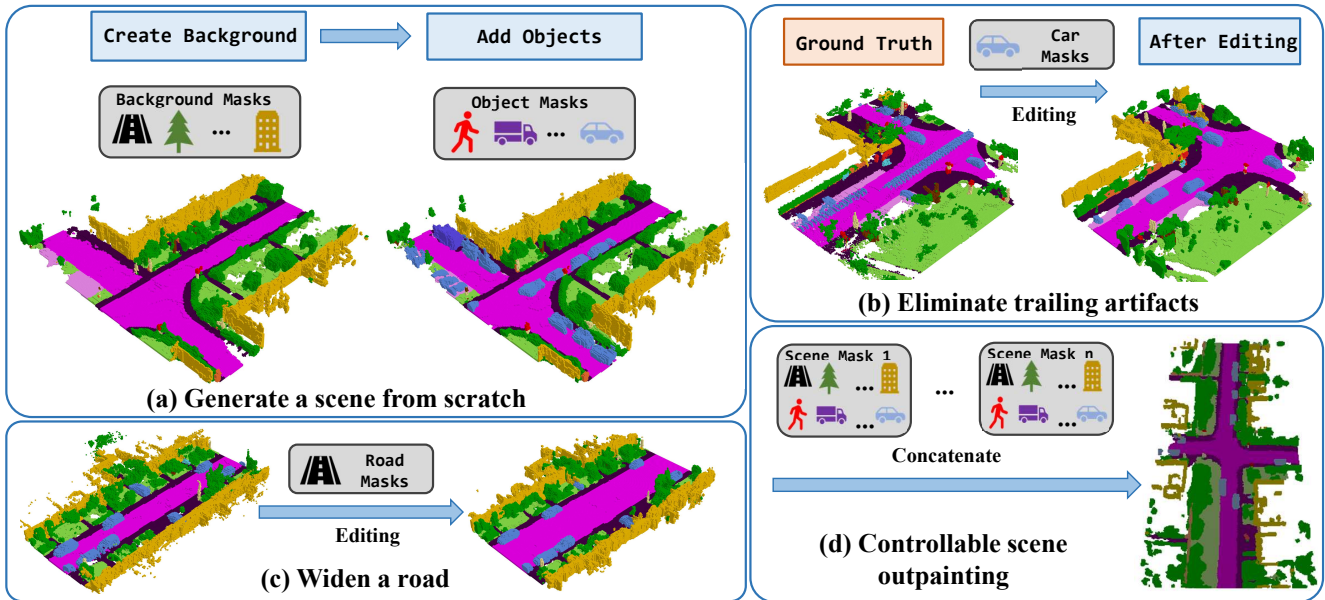 Create Background
Add Objects
Background Masks
...
Object Masks
...
(a) Generate a scene from scratch
Ground Truth
Car
Masks
After Editing
Editing
(b) Eliminate trailing artifacts
Road
Masks
Editing
(c) Widen a road
Scene Mask 1
...
...
...
Scene Mask n
...
...
Concatenate
(d) Controllable scene
outpainting